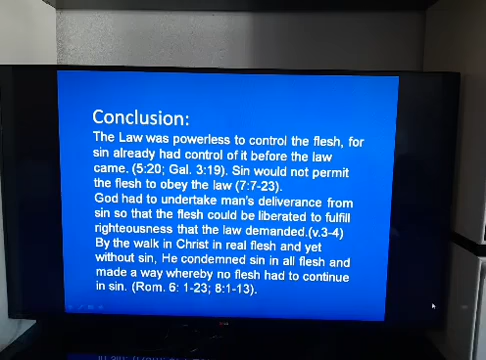 Conclusion:
The Law was powerless to control the flesh, for
sin already had control of it before the law
came. (5:20; Gal. 3:19). Sin would not permit
the flesh to obey the law (7:7-23).
God had to undertake man's deliverance from
sin so that the flesh could be liberated to fulfill
righteousness that the law demanded.(v.3-4)
By the walk in Christ in real flesh and yet
without sin, He condemned sin in all flesh and
made a way whereby no flesh had to continue
in sin. (Rom. 6: 1-23; 8:1-13).